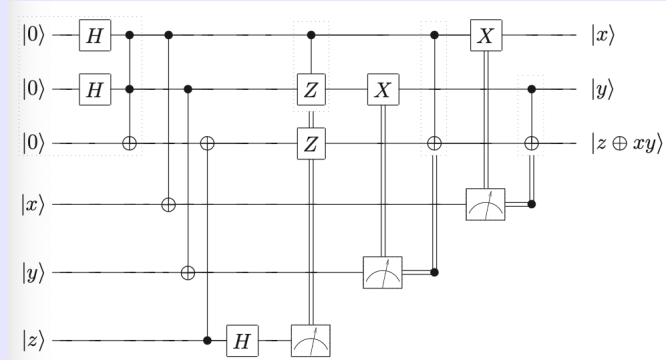 |0⟩ H X |x⟩
|0⟩ H Z X |y⟩
|0⟩ Z |z ⊕ xy⟩
|x⟩
|y⟩
|z⟩ H